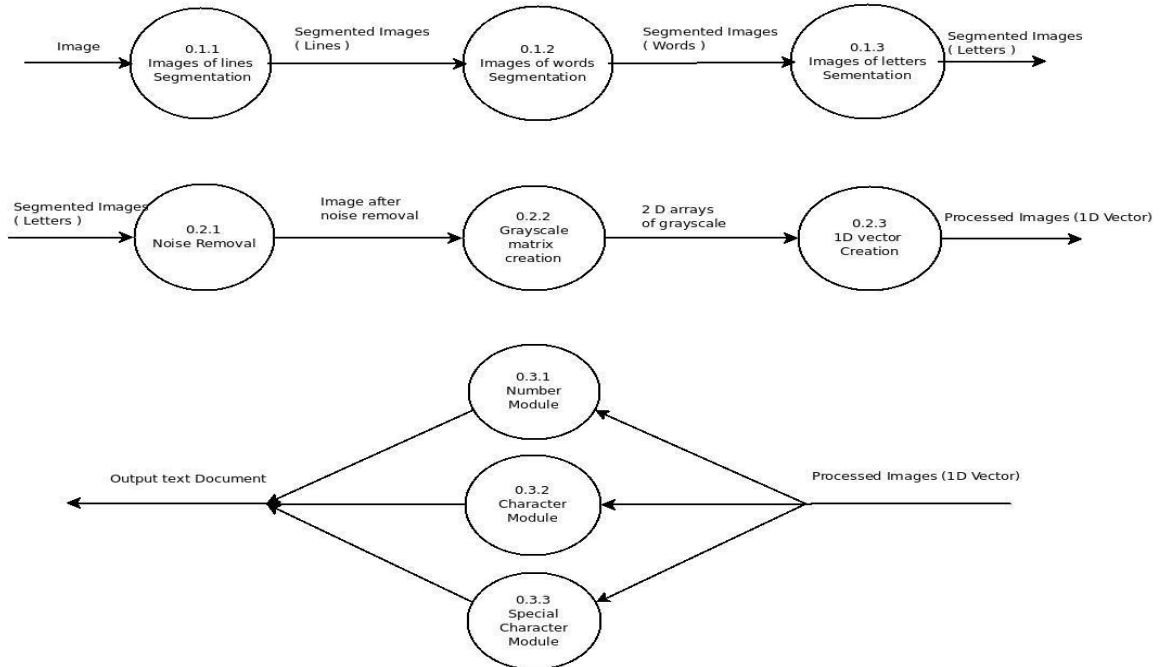 Image
0.1.1
Images of lines
Segmentation
Segmented Images
( Lines )
0.1.2
Images of words
Segmentation
Segmented Images
( Words )
0.1.3
Images of letters
Sementation
Segmented Images
( Letters )
Segmented Images
( Letters )
0.2.1
Noise Removal
Image after
noise removal
0.2.2
Grayscale
matrix
creation
2 D arrays
of grayscale
0.2.3
1D vector
Creation
Processed Images (1D Vector)
0.3.1
Number
Module
Output text Document
0.3.2
Character
Module
Processed Images (1D Vector)
0.3.3
Special
Character
Module